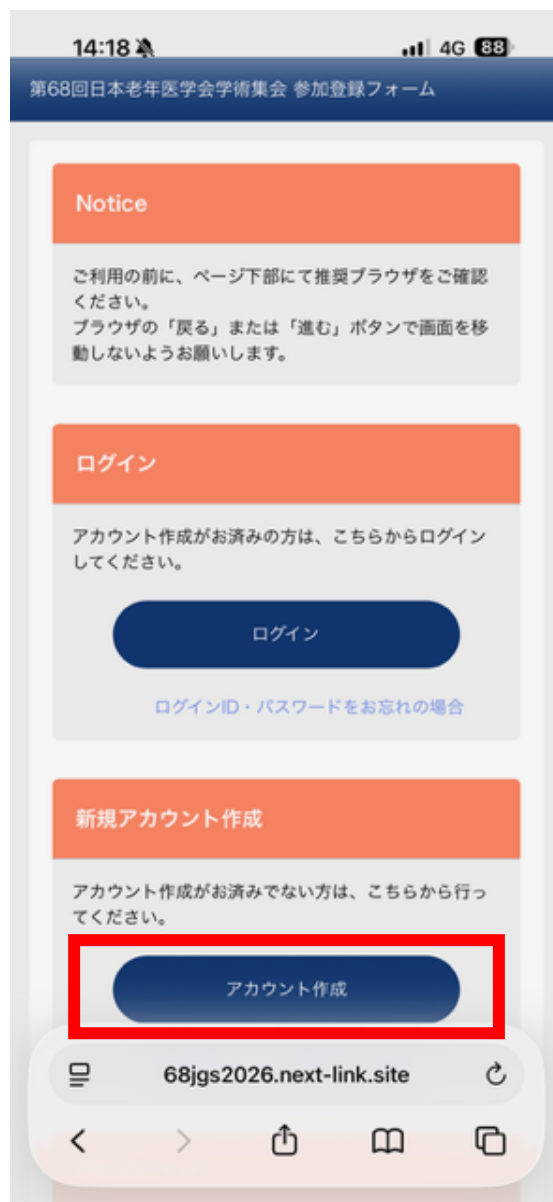 14:18
4G 88
第68回日本老年医学会学術集会 参加登録フォーム
Notice
ご利用の前に、ページ下部にて推奨ブラウザをご確認
ください。
ブラウザの「戻る」または「進む」ボタンで画面を移
動しないようお願いします。
ログイン
アカウント作成がお済みの方は、こちらからログイン
してください。
ログイン
ログインID・パスワードをお忘れの場合
新規アカウント作成
アカウント作成がお済みでない方は、こちらから行っ
てください。
アカウント作成
68jgs2026.next-link.site